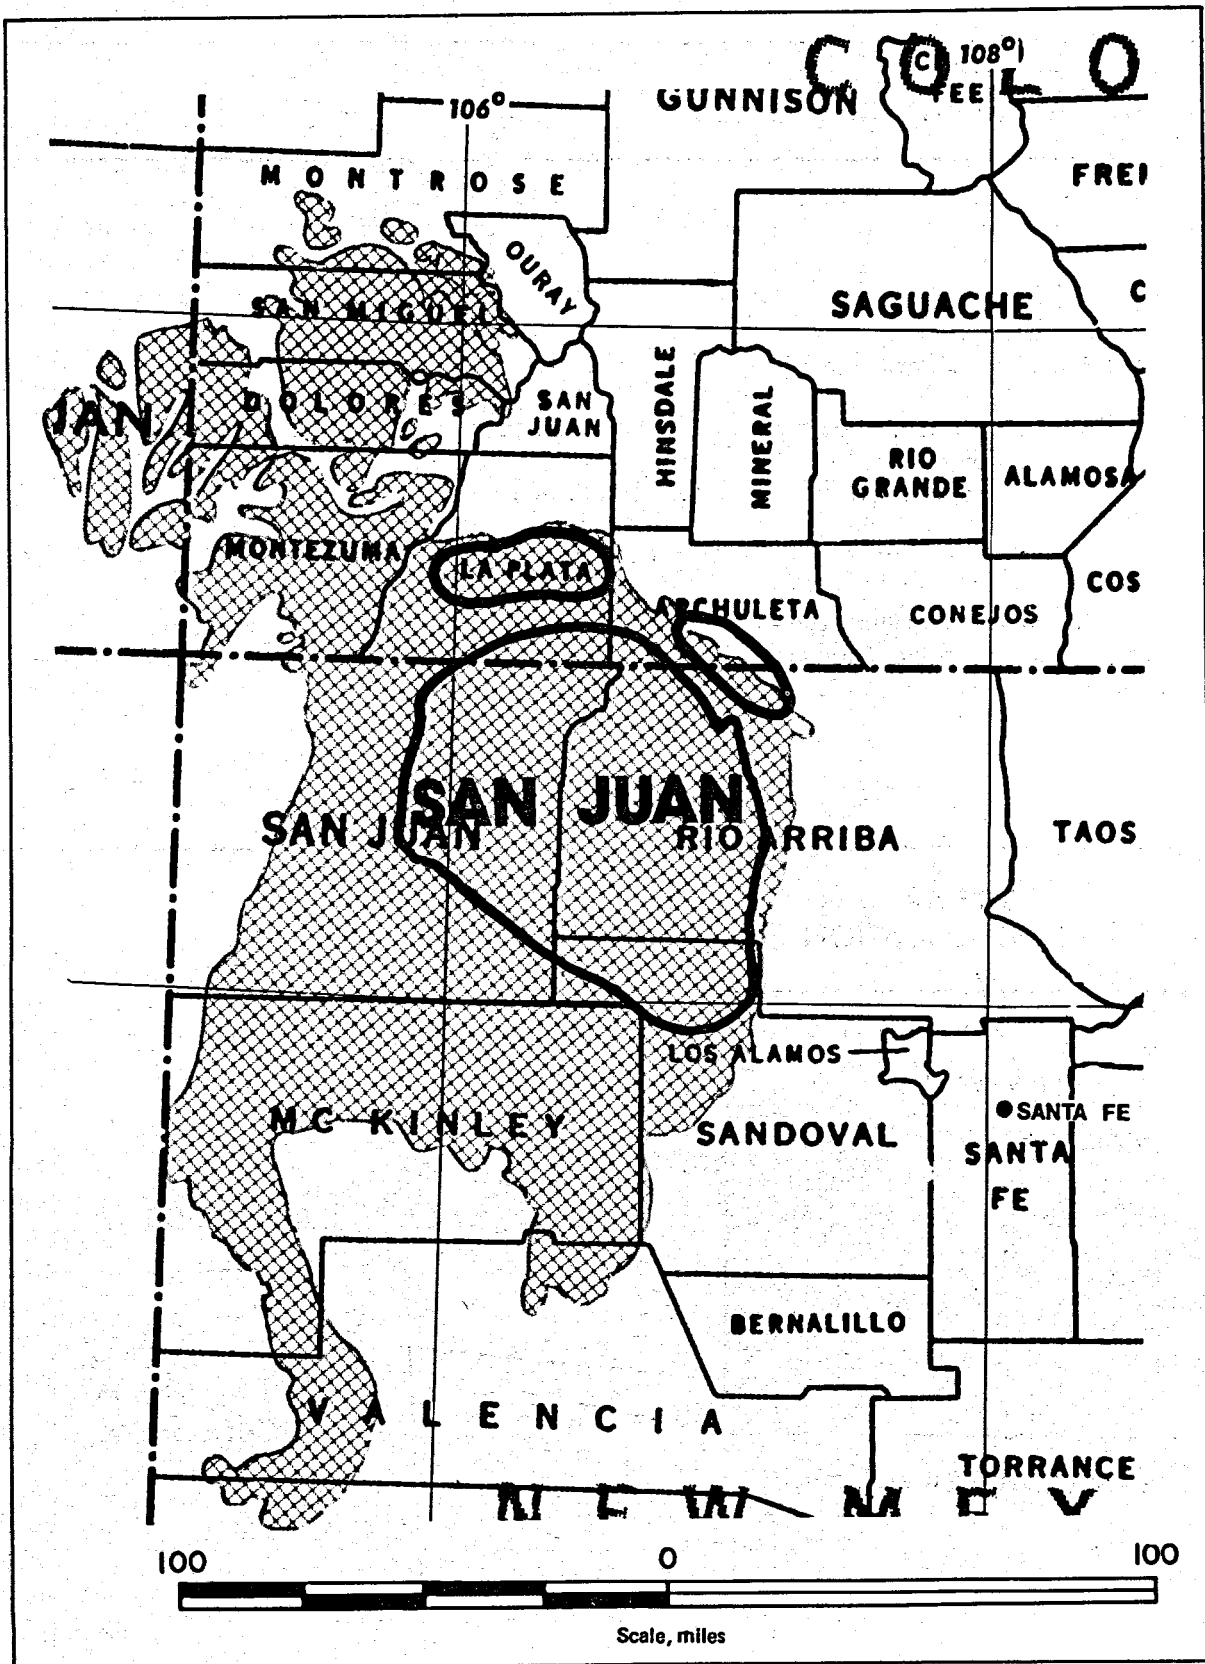 C O L O
(C 108°)
FEE
106°
GUNNISON
MONTROSE
FREI
OURAY
SAN MIGUEL
SAGUACHE
C
JAN
DOLORES
SAN
JUAN
HINSDALE
MINERAL
RIO
GRANDE
ALAMOSA
MONTEZUMA
LA PLATA
ARCHULETA
CONEJOS
COS
SAN JUAN
SAN JUAN
RIO ARRIBA
TAOS
LOS ALAMOS
MC KINLEY
SANDOVAL
SANTA FE
SANTA
FE
BERNALILLO
VALENCIA
TORRANCE
NEW MEX
100 0 100
Scale, miles